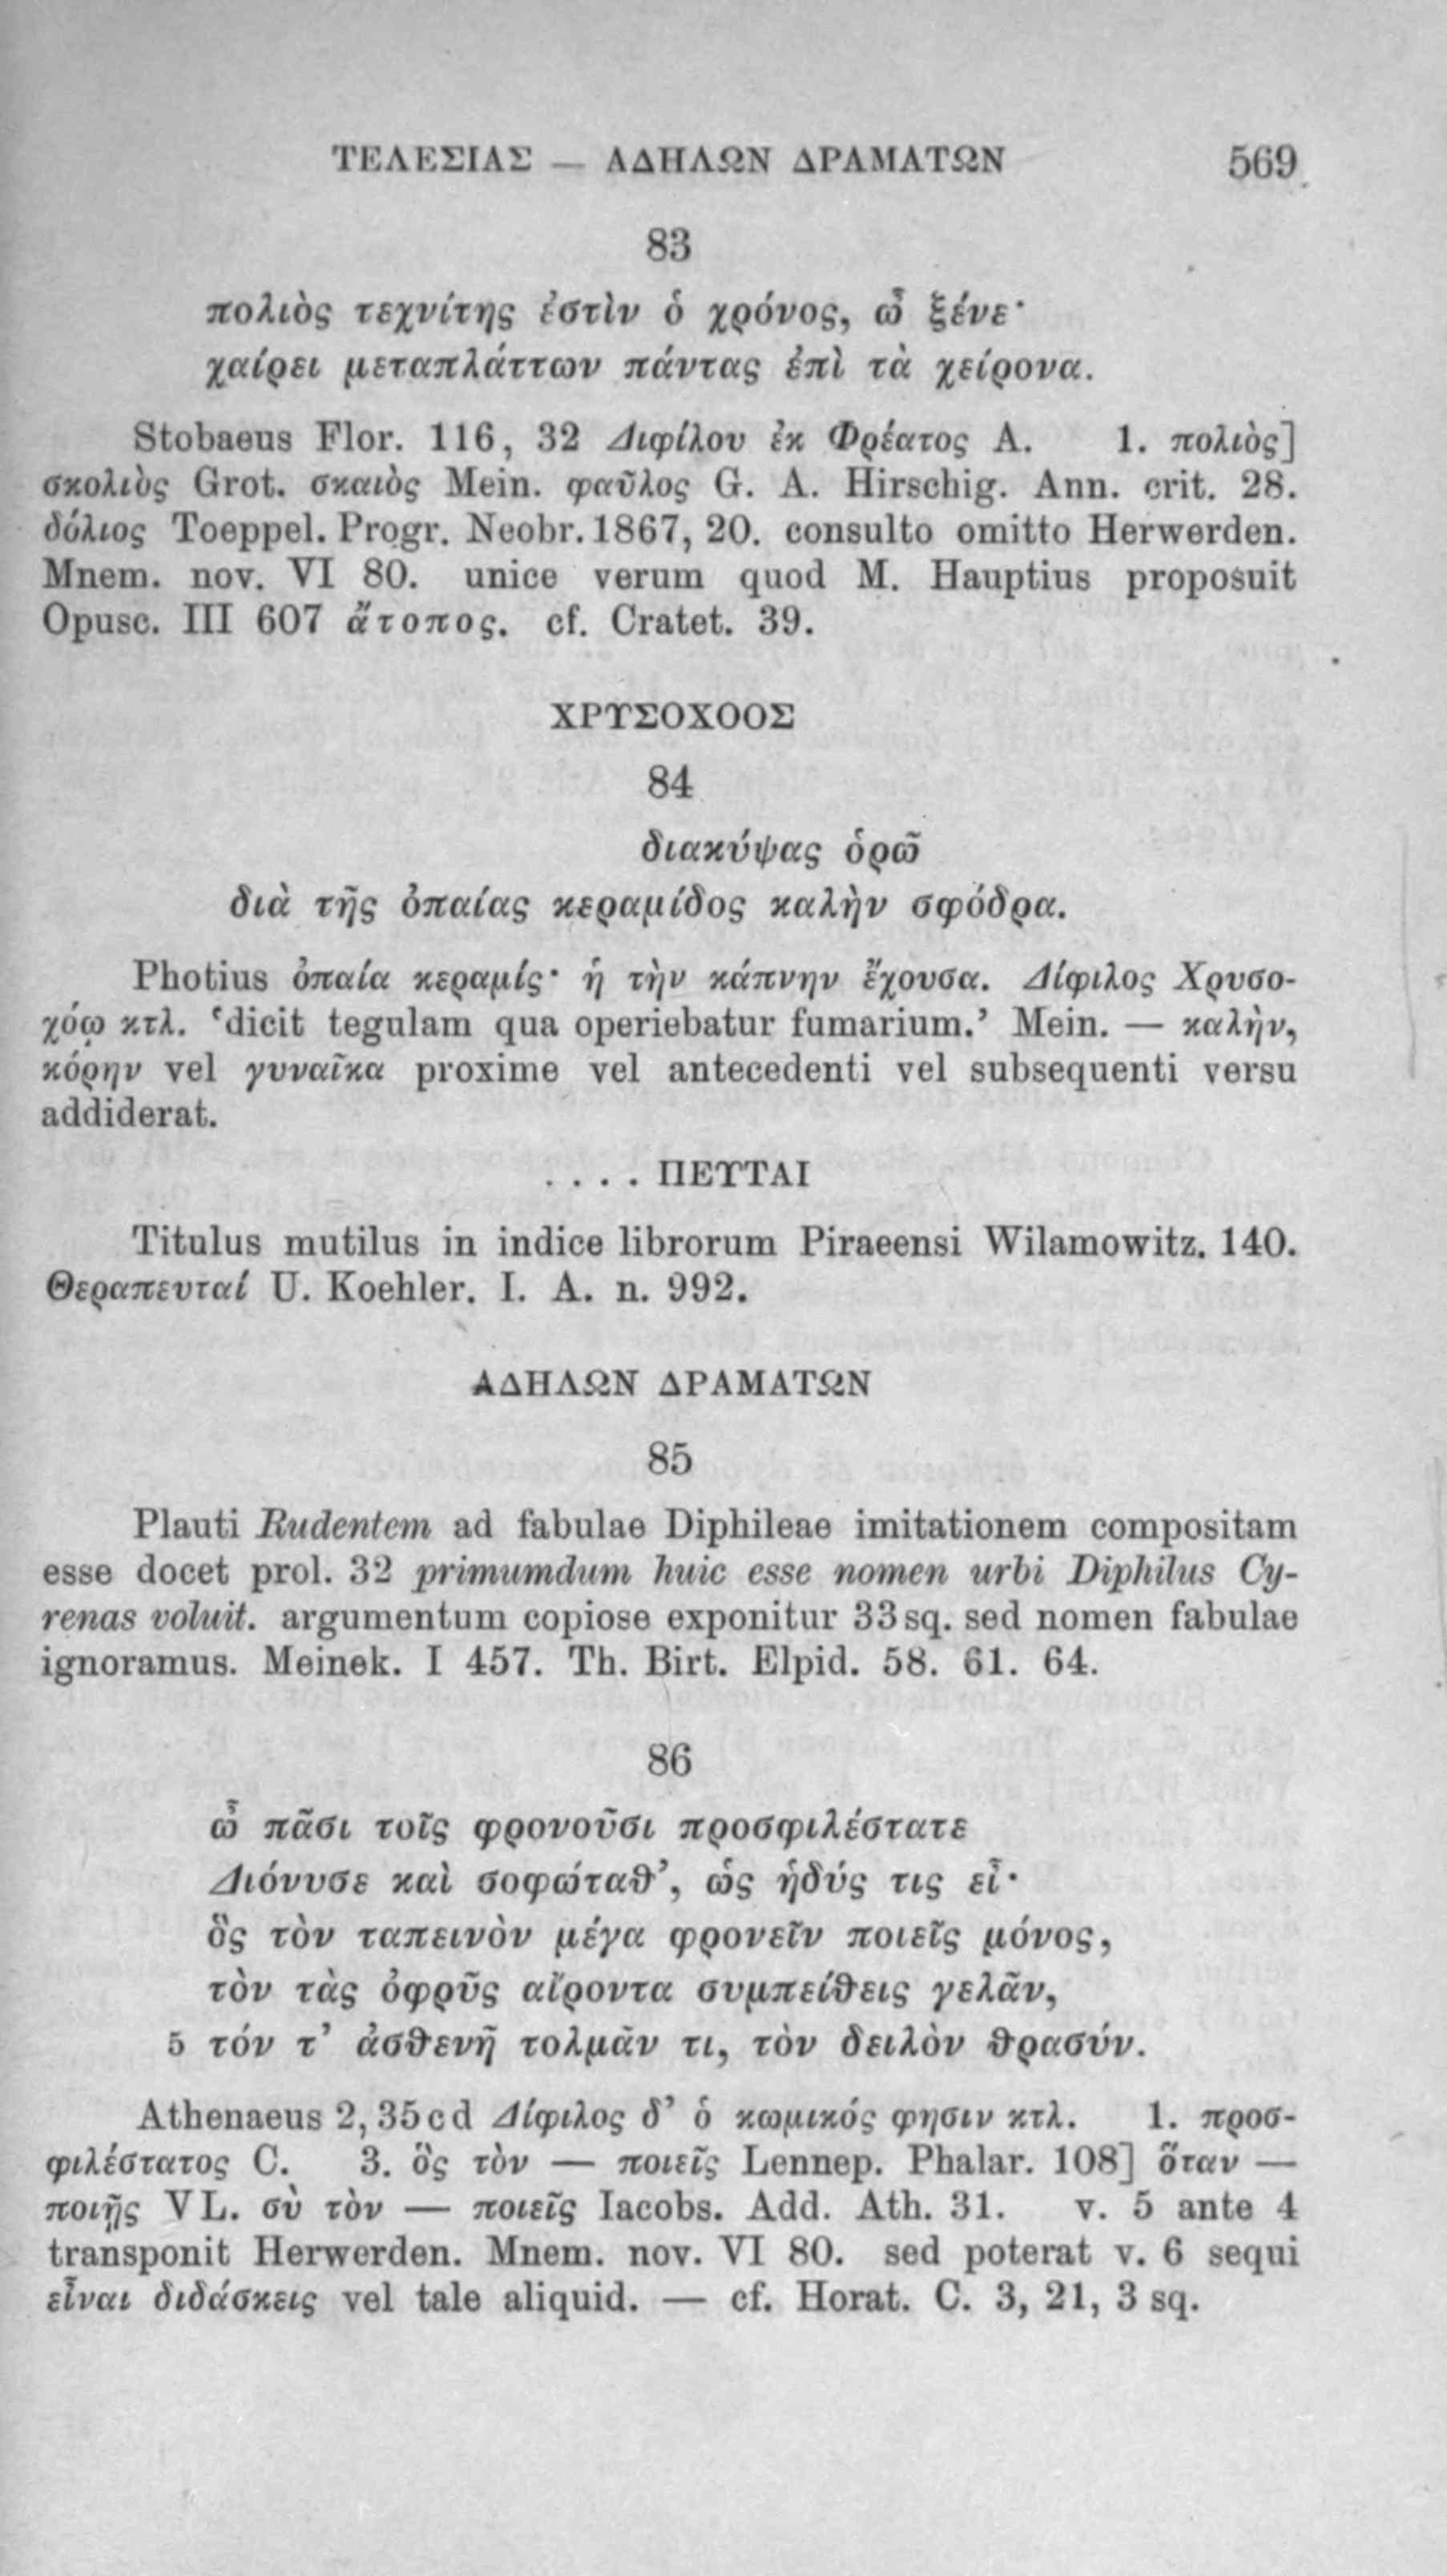 ΤΕΛΕΣΙΑΣ — ΑΔΗΛΩΝ ΔΡΑΜΑΤΩΝ 569
83
πολιὸς τεχνίτης ἐστὶν ὁ χρόνος, ὦ ξένε·
χαίρει μεταπλάττων πάντας ἐπὶ τὰ χείρονα.
Stobaeus Flor. 116, 32 Διφίλου ἐκ Φρέατος A. 1. πολιὸς]
σκολιὸς Grot. σκαιὸς Mein. φαῦλος G. A. Hirschig. Ann. crit. 28.
δόλιος Toeppel. Progr. Neobr. 1867, 20. consulto omitto Herwerden.
Mnem. nov. VI 80. unice verum quod M. Hauptius proposuit
Opusc. III 607 ἄτοπος. cf. Cratet. 39.
ΧΡΥΣΟΧΟΟΣ
84
διακύψας ὁρῶ
διὰ τῆς ὀπαίας κεραμίδος καλὴν σφόδρα.
Photius ὀπαία κεραμίς· ἡ τὴν κάπνην ἔχουσα. Δίφιλος Χρυσο-
χόῳ κτλ. ‘dicit tegulam qua operiebatur fumarium.’ Mein. — καλὴν,
κόρην vel γυναῖκα proxime vel antecedenti vel subsequenti versu
addiderat.
. . . . ΠΕΥΤΑΙ
Titulus mutilus in indice librorum Piraeensi Wilamowitz. 140.
Θεραπευταί U. Koehler. I. A. n. 992.
ΑΔΗΛΩΝ ΔΡΑΜΑΤΩΝ
85
Plauti Rudentem ad fabulae Diphileae imitationem compositam
esse docet prol. 32 primumdum huic esse nomen urbi Diphilus Cy-
renas voluit. argumentum copiose exponitur 33 sq. sed nomen fabulae
ignoramus. Meinek. I 457. Th. Birt. Elpid. 58. 61. 64.
86
ὦ πᾶσι τοῖς φρονοῦσι προσφιλέστατε
Διόνυσε καὶ σοφώταθ’, ὡς ἡδύς τις εἶ·
ὃς τὸν ταπεινὸν μέγα φρονεῖν ποιεῖς μόνος,
τὸν τὰς ὀφρῦς αἴροντα συμπείθεις γελᾶν,
5 τόν τ’ ἀσθενῆ τολμᾶν τι, τὸν δειλὸν θρασύν.
Athenaeus 2, 35 c d Δίφιλος δ’ ὁ κωμικός φησιν κτλ. 1. προσ-
φιλέστατος C. 3. ὃς τὸν — ποιεῖς Lennep. Phalar. 108] ὅταν —
ποιῇς VL. σὺ τὸν — ποιεῖς Iacobs. Add. Ath. 31. v. 5 ante 4
transponit Herwerden. Mnem. nov. VI 80. sed poterat v. 6 sequi
εἶναι διδάσκεις vel tale aliquid. — cf. Horat. C. 3, 21, 3 sq.